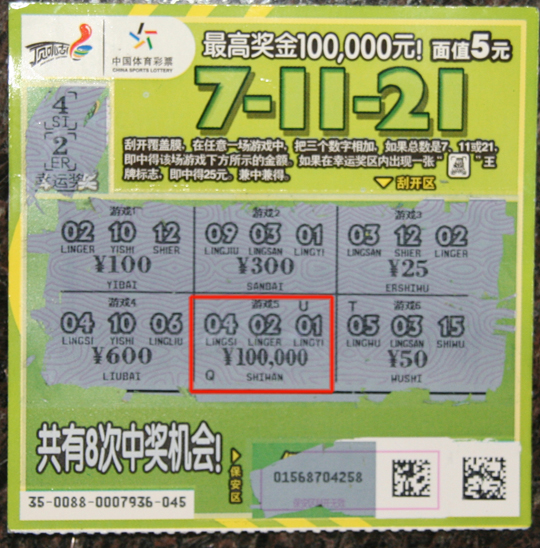 顶呱刮
中国体育彩票
CHINA SPORTS LOTTERY
最高奖金100,000元! 面值5元
7-11-21
4
SI
2
ER
幸运奖
刮开覆盖膜,在任意一场游戏中,把三个数字相加,如果总数是7、11或21,
即中得该场游戏下方所示的金额。如果在幸运奖区内出现一张“ ”王
牌标志,即中得25元。兼中兼得。
刮开区
游戏1 游戏2 游戏3
02 10 12 09 03 01 03 12 02
LINGER YISHI SHIER LINGJIU LINGSAN LINGYI LINGSAN SHIER LINGER
¥100 ¥300 ¥25
YIBAI SANBAI ERSHIWU
游戏4 游戏5 U T 游戏6
04 10 06 04 02 01 05 03 15
LINGSI YISHI LINGLIU LINGSI LINGER LINGYI LINGWU LINGSAN SHIWU
¥600 ¥100,000 ¥50
LIUBAI Q SHIWAN WUSHI
共有8次中奖机会!
保安区
01568704258
35-0088-0007936-045